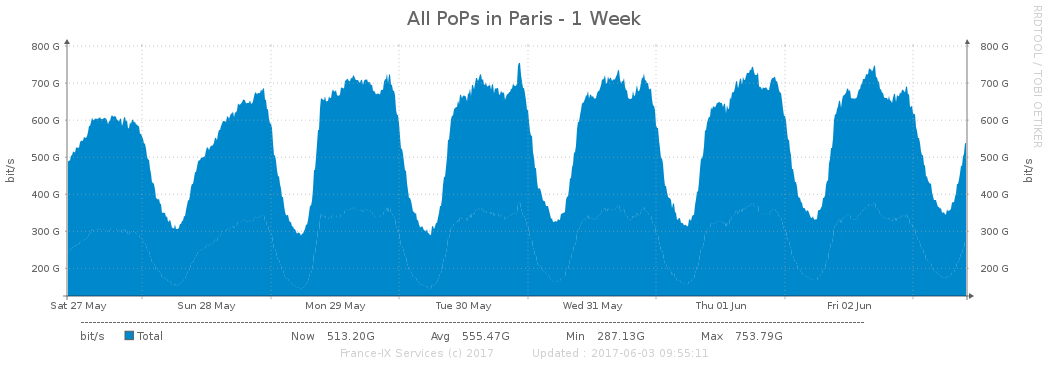 All PoPs in Paris - 1 Week
RRDTOOL / TOBI OETIKER
800 G 800 G
700 G 700 G
600 G 600 G
500 G 500 G
400 G 400 G
300 G 300 G
200 G 200 G
bit/s
bit/s
Sat 27 May Sun 28 May Mon 29 May Tue 30 May Wed 31 May Thu 01 Jun Fri 02 Jun
bit/s Total Now 513.20G Avg 555.47G Min 287.13G Max 753.79G
France-IX Services (c) 2017 Updated : 2017-06-03 09:55:11